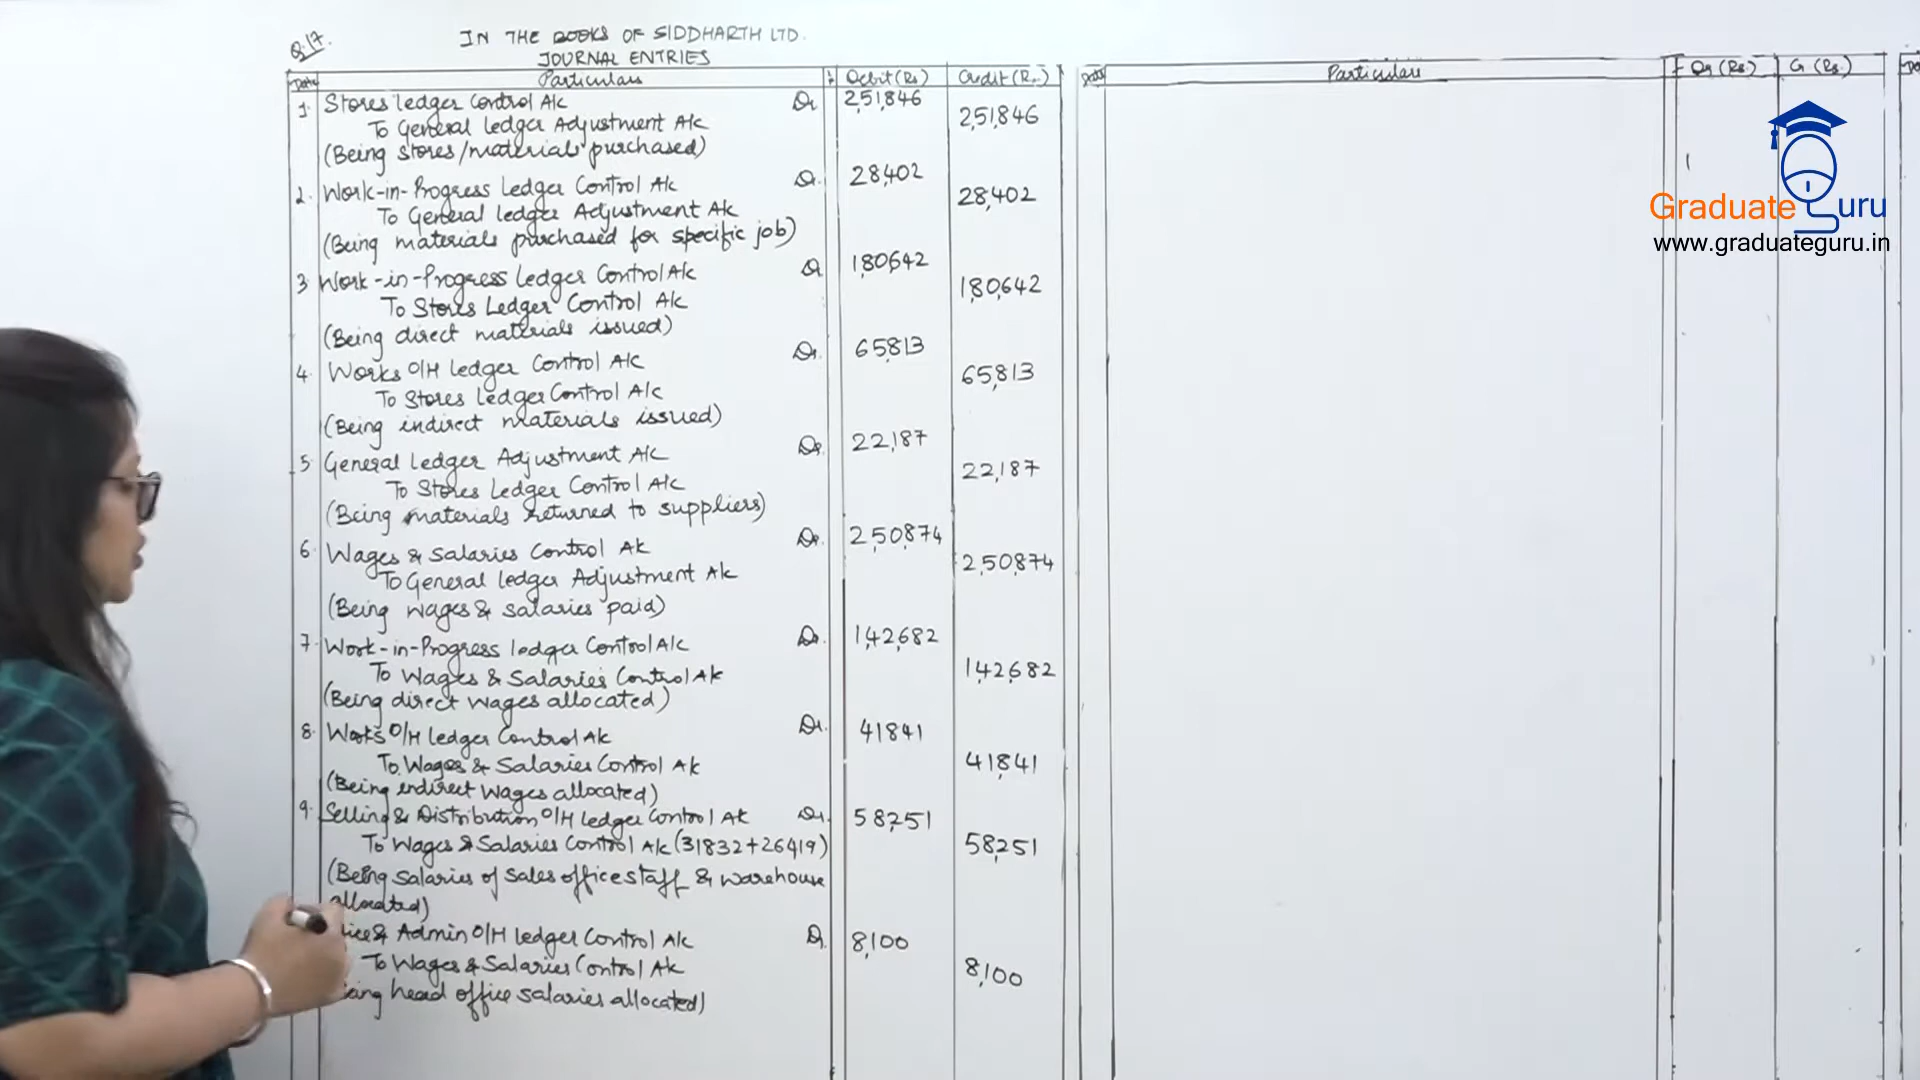 Q.17.
IN THE BOOKS OF SIDDHARTH LTD.
JOURNAL ENTRIES
Date Particulars F Debit (Rs) Credit (Rs.)
1. Stores ledger Control A/c Dr 2,51,846
To General ledger Adjustment A/c 2,51,846
(Being stores/materials purchased)
2. Work-in-Progress Ledger Control A/c Dr. 28,402
To General ledger Adjustment A/c 28,402
(Being materials purchased for specific job)
3 Work-in-Progress Ledger Control A/c Dr 1,80,642
To Stores Ledger Control A/c 1,80,642
(Being direct materials issued)
4. Works O/H ledger Control A/c Dr. 65,813
To Stores Ledger Control A/c 65,813
(Being indirect materials issued)
5. General Ledger Adjustment A/c Dr. 22,187
To Stores Ledger Control A/c 22,187
(Being materials returned to suppliers)
6. Wages & Salaries Control A/c Dr. 2,50,874
To General ledger Adjustment A/c 2,50,874
(Being wages & salaries paid)
7. Work-in-Progress ledger Control A/c Dr. 1,42,682
To Wages & Salaries Control A/c 1,42,682
(Being direct wages allocated)
8. Works O/H ledger Control A/c Dr. 41,841
To Wages & Salaries Control A/c 41,841
(Being indirect wages allocated)
9. Selling & Distribution O/H ledger Control A/c Dr. 58,251
To Wages & Salaries Control A/c (31832+26419) 58,251
(Being salaries of sales office staff & warehouse
allocated)
& Admin O/H ledger Control A/c Dr. 8,100
To Wages & Salaries Control A/c 8,100
head office salaries allocated)
Date Particulars F Dr (Rs.) Cr (Rs.)
Graduate Guru
www.graduateguru.in